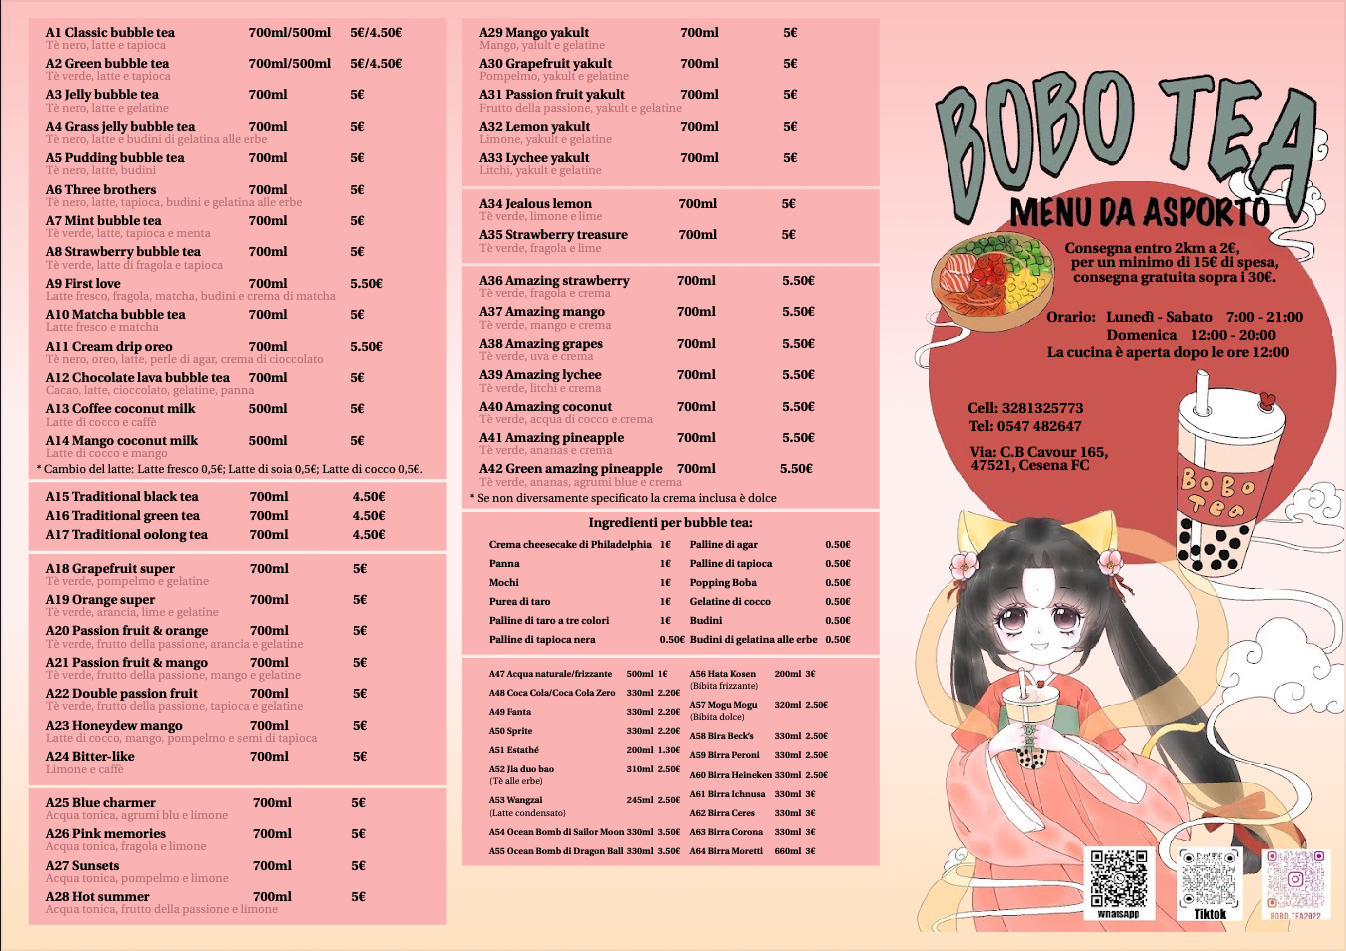 A1 Classic bubble tea 700ml/500ml 5€/4.50€
Tè nero, latte e tapioca
A2 Green bubble tea 700ml/500ml 5€/4.50€
Tè verde, latte e tapioca
A3 Jelly bubble tea 700ml 5€
Tè nero, latte e gelatine
A4 Grass jelly bubble tea 700ml 5€
Tè nero, latte e budini di gelatina alle erbe
A5 Pudding bubble tea 700ml 5€
Tè nero, latte, budini
A6 Three brothers 700ml 5€
Tè nero, latte, tapioca, budini e gelatina alle erbe
A7 Mint bubble tea 700ml 5€
Tè verde, latte, tapioca e menta
A8 Strawberry bubble tea 700ml 5€
Tè verde, latte di fragola e tapioca
A9 First love 700ml 5.50€
Latte fresco, fragola, matcha, budini e crema di matcha
A10 Matcha bubble tea 700ml 5€
Latte fresco e matcha
A11 Cream drip oreo 700ml 5.50€
Tè nero, oreo, latte, perle di agar, crema di cioccolato
A12 Chocolate lava bubble tea 700ml 5€
Cacao, latte, cioccolato, gelatine, panna
A13 Coffee coconut milk 500ml 5€
Latte di cocco e caffè
A14 Mango coconut milk 500ml 5€
Latte di cocco e mango
* Cambio del latte: Latte fresco 0,5€; Latte di soia 0,5€; Latte di cocco 0,5€.
A15 Traditional black tea 700ml 4.50€
A16 Traditional green tea 700ml 4.50€
A17 Traditional oolong tea 700ml 4.50€
A18 Grapefruit super 700ml 5€
Tè verde, pompelmo e gelatine
A19 Orange super 700ml 5€
Tè verde, arancia, lime e gelatine
A20 Passion fruit & orange 700ml 5€
Tè verde, frutto della passione, arancia e gelatine
A21 Passion fruit & mango 700ml 5€
Tè verde, frutto della passione, mango e gelatine
A22 Double passion fruit 700ml 5€
Tè verde, frutto della passione, tapioca e gelatine
A23 Honeydew mango 700ml 5€
Latte di cocco, mango, pompelmo e semi di tapioca
A24 Bitter-like 700ml 5€
Limone e caffè
A25 Blue charmer 700ml 5€
Acqua tonica, agrumi blu e limone
A26 Pink memories 700ml 5€
Acqua tonica, fragola e limone
A27 Sunsets 700ml 5€
Acqua tonica, pompelmo e limone
A28 Hot summer 700ml 5€
Acqua tonica, frutto della passione e limone
A29 Mango yakult 700ml 5€
Mango, yalult e gelatine
A30 Grapefruit yakult 700ml 5€
Pompelmo, yakult e gelatine
A31 Passion fruit yakult 700ml 5€
Frutto della passione, yakult e gelatine
A32 Lemon yakult 700ml 5€
Limone, yakult e gelatine
A33 Lychee yakult 700ml 5€
Litchi, yakult e gelatine
A34 Jealous lemon 700ml 5€
Tè verde, limone e lime
A35 Strawberry treasure 700ml 5€
Tè verde, fragola e lime
A36 Amazing strawberry 700ml 5.50€
Tè verde, fragola e crema
A37 Amazing mango 700ml 5.50€
Tè verde, mango e crema
A38 Amazing grapes 700ml 5.50€
Tè verde, uva e crema
A39 Amazing lychee 700ml 5.50€
Tè verde, litchi e crema
A40 Amazing coconut 700ml 5.50€
Tè verde, acqua di cocco e crema
A41 Amazing pineapple 700ml 5.50€
Tè verde, ananas e crema
A42 Green amazing pineapple 700ml 5.50€
Tè verde, ananas, agrumi blue e crema
* Se non diversamente specificato la crema inclusa è dolce
Ingredienti per bubble tea:
Crema cheesecake di Philadelphia 1€ Palline di agar 0.50€
Panna 1€ Palline di tapioca 0.50€
Mochi 1€ Popping Boba 0.50€
Purea di taro 1€ Gelatine di cocco 0.50€
Palline di taro a tre colori 1€ Budini 0.50€
Palline di tapioca nera 0.50€ Budini di gelatina alle erbe 0.50€
A47 Acqua naturale/frizzante 500ml 1€
A48 Coca Cola/Coca Cola Zero 330ml 2.20€
A49 Fanta 330ml 2.20€
A50 Sprite 330ml 2.20€
A51 Estathé 200ml 1.30€
A52 Jia duo bao 310ml 2.50€
(Tè alle erbe)
A53 Wangzai 245ml 2.50€
(Latte condensato)
A54 Ocean Bomb di Sailor Moon 330ml 3.50€
A55 Ocean Bomb di Dragon Ball 330ml 3.50€
A56 Hata Kosen 200ml 3€
(Bibita frizzante)
A57 Mogu Mogu 320ml 2.50€
(Bibita dolce)
A58 Bira Beck's 330ml 2.50€
A59 Birra Peroni 330ml 2.50€
A60 Birra Heineken 330ml 2.50€
A61 Birra Ichnusa 330ml 3€
A62 Birra Ceres 330ml 3€
A63 Birra Corona 330ml 3€
A64 Birra Moretti 660ml 3€
BOBO TEA
MENU DA ASPORTO
Consegna entro 2km a 2€,
per un minimo di 15€ di spesa,
consegna gratuita sopra i 30€.
Orario: Lunedì - Sabato 7:00 - 21:00
Domenica 12:00 - 20:00
La cucina è aperta dopo le ore 12:00
Cell: 3281325773
Tel: 0547 482647
Via: C.B Cavour 165,
47521, Cesena FC
BOBO
Tea
WhatsApp
Tiktok
BOBO.TEA2022